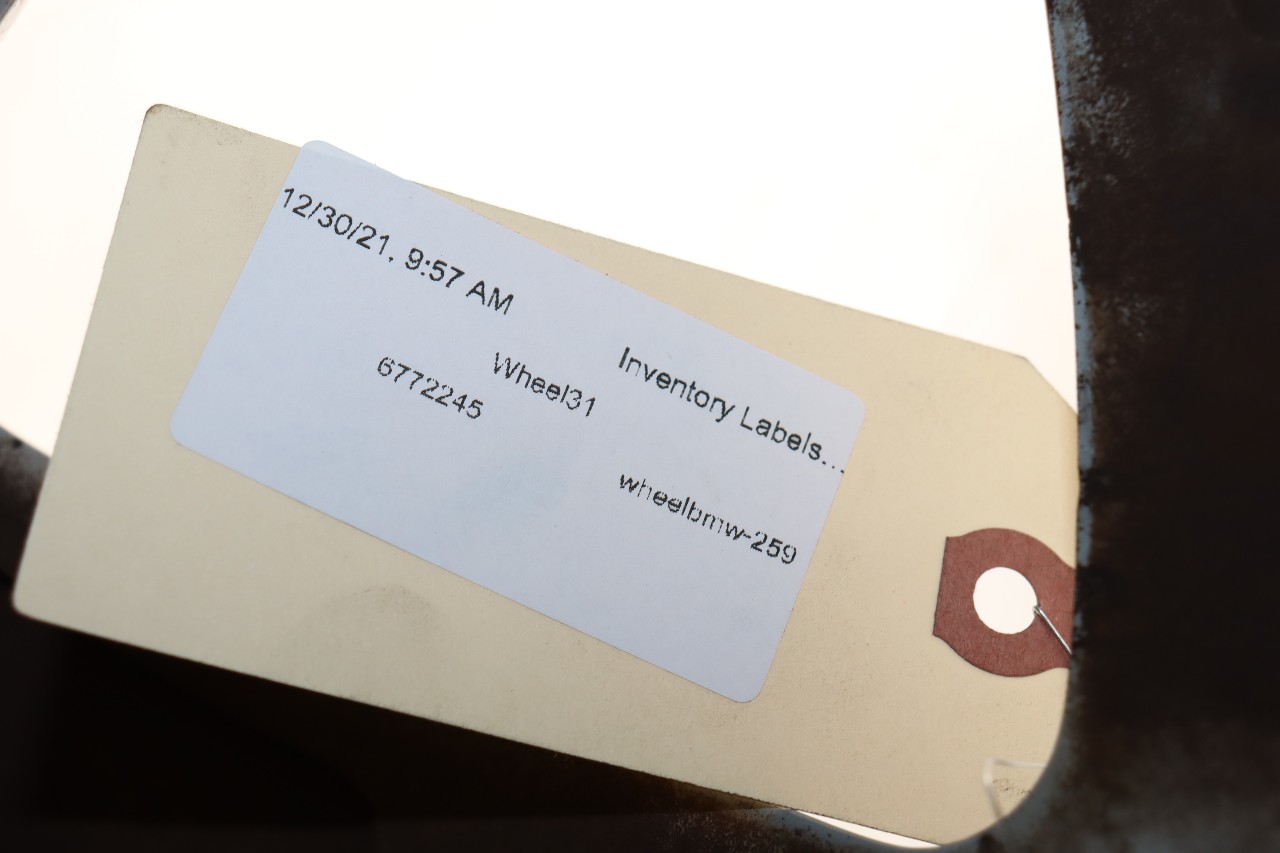 12/30/21, 9:57 AM
Inventory Labels...
Wheel31
6772245
wheelbmw-259